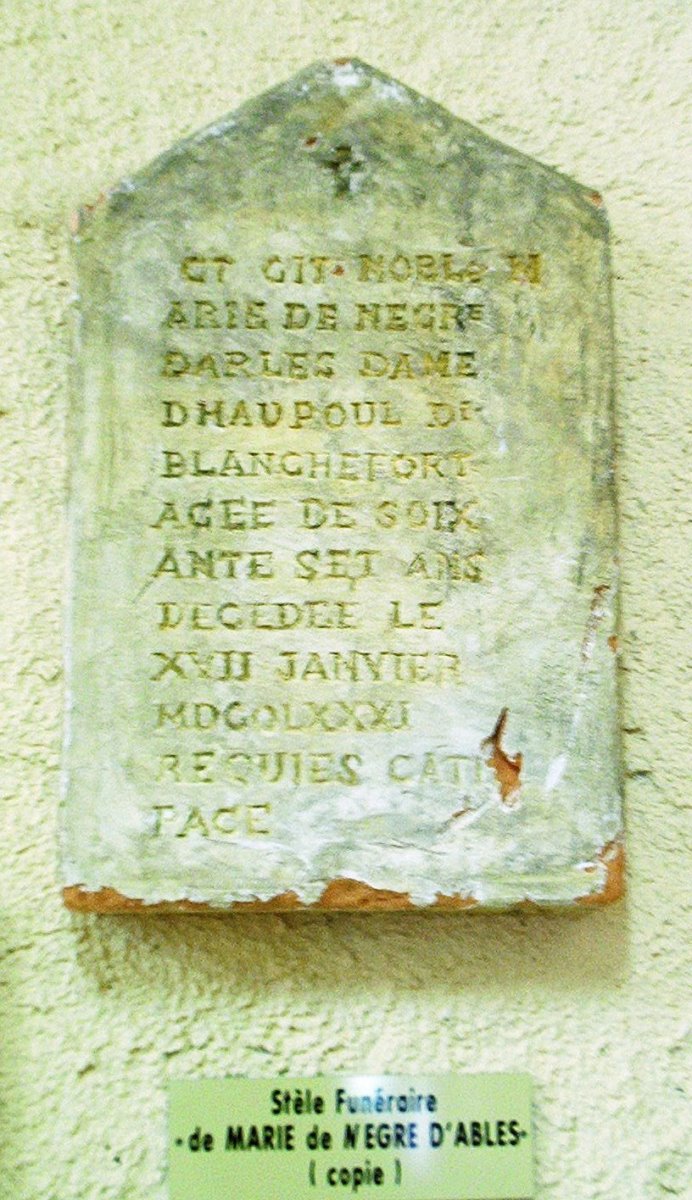 CT GIT NOBLe M
ARIE DE NEGRe
DARLES DAME
DHAUPOUL De
BLANCHEFORT
AGEE DE SOIX
ANTE SET ANS
DECEDEE LE
XVII JANVIER
MDCOLXXXI
REQUIES CATIN
PACE
Stèle Funéraire
-de MARIE de NEGRE D'ABLES-
( copie )